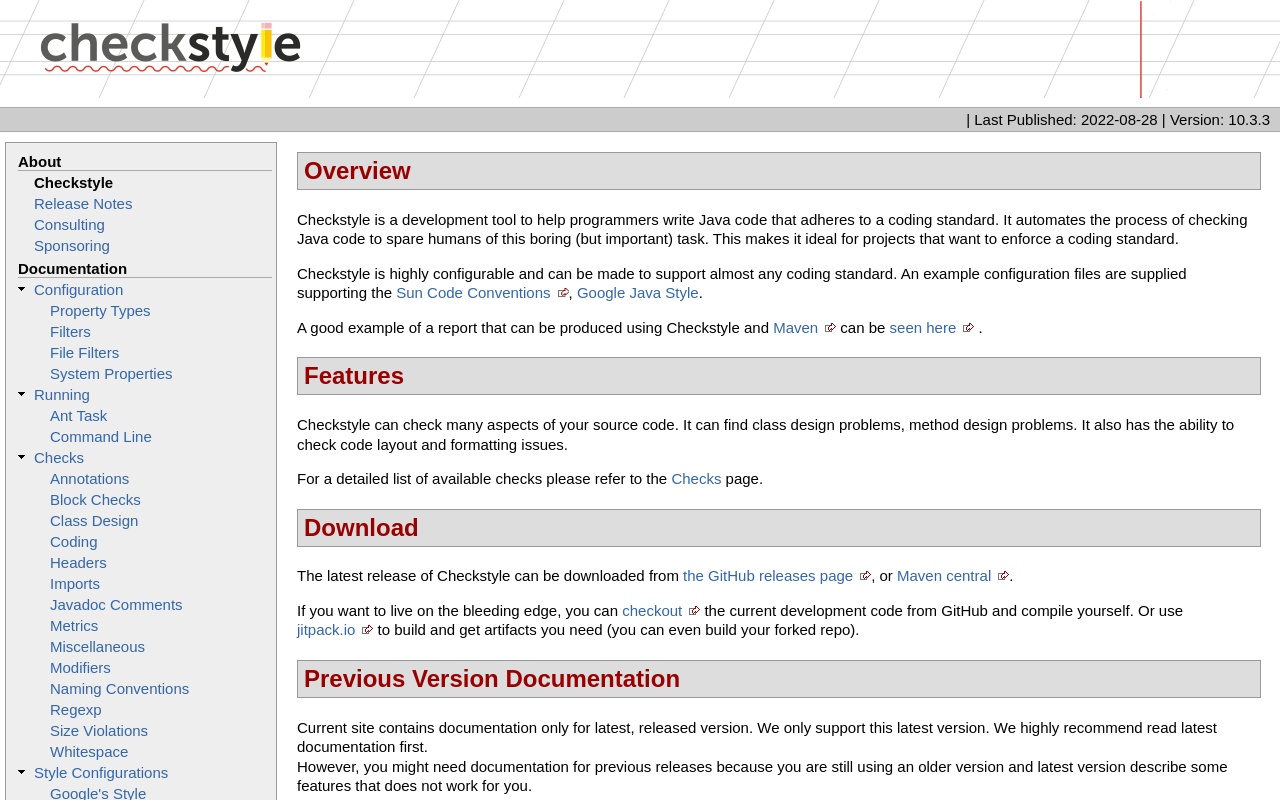 checkstyle
| Last Published: 2022-08-28 | Version: 10.3.3
About
Checkstyle
Release Notes
Consulting
Sponsoring
Documentation
Configuration
Property Types
Filters
File Filters
System Properties
Running
Ant Task
Command Line
Checks
Annotations
Block Checks
Class Design
Coding
Headers
Imports
Javadoc Comments
Metrics
Miscellaneous
Modifiers
Naming Conventions
Regexp
Size Violations
Whitespace
Style Configurations
Google's Style
Overview
Checkstyle is a development tool to help programmers write Java code that adheres to a coding standard. It automates the process of checking
Java code to spare humans of this boring (but important) task. This makes it ideal for projects that want to enforce a coding standard.
Checkstyle is highly configurable and can be made to support almost any coding standard. An example configuration files are supplied
supporting the Sun Code Conventions , Google Java Style.
A good example of a report that can be produced using Checkstyle and Maven can be seen here .
Features
Checkstyle can check many aspects of your source code. It can find class design problems, method design problems. It also has the ability to
check code layout and formatting issues.
For a detailed list of available checks please refer to the Checks page.
Download
The latest release of Checkstyle can be downloaded from the GitHub releases page , or Maven central .
If you want to live on the bleeding edge, you can checkout the current development code from GitHub and compile yourself. Or use
jitpack.io to build and get artifacts you need (you can even build your forked repo).
Previous Version Documentation
Current site contains documentation only for latest, released version. We only support this latest version. We highly recommend read latest
documentation first.
However, you might need documentation for previous releases because you are still using an older version and latest version describe some
features that does not work for you.